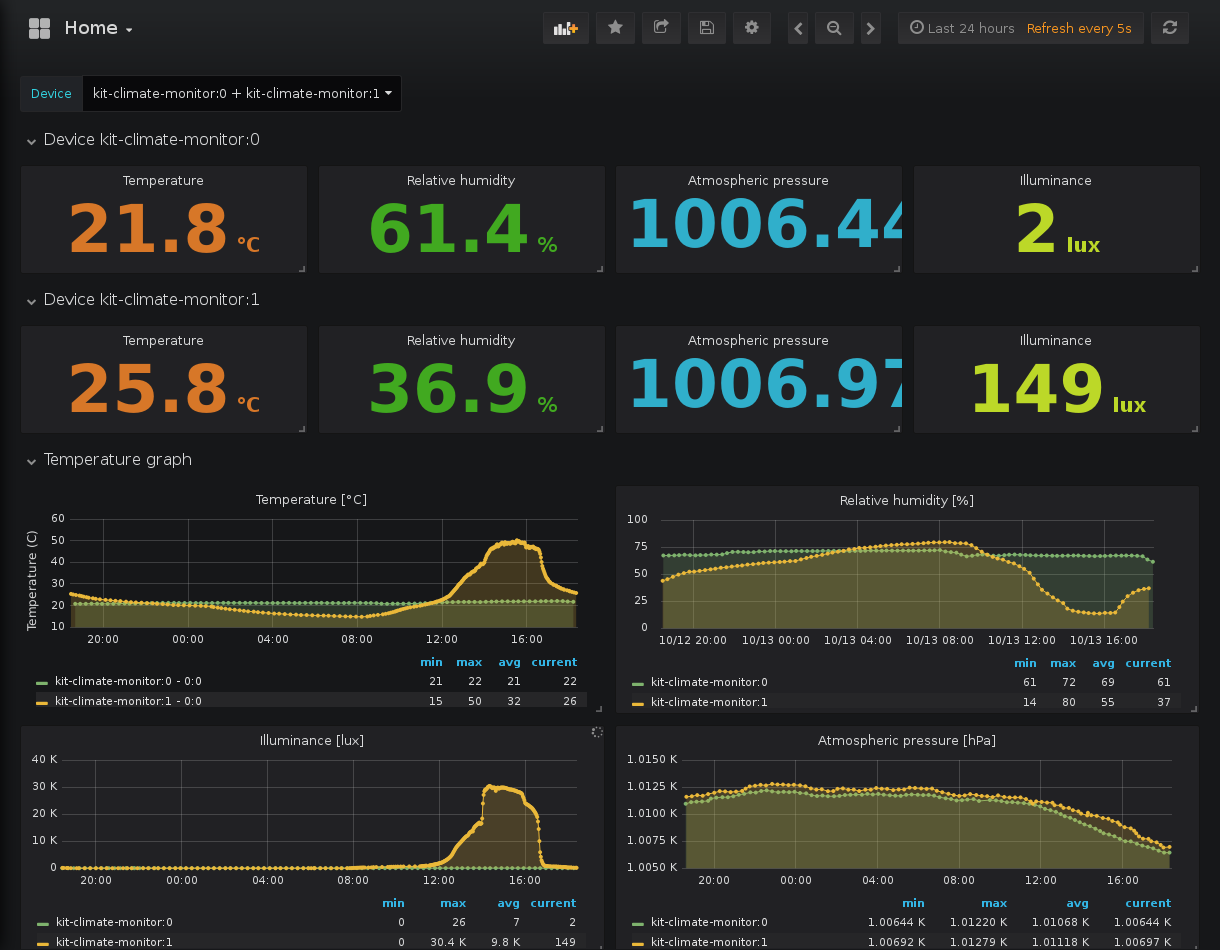 Home
Last 24 hours Refresh every 5s
Device kit-climate-monitor:0 + kit-climate-monitor:1
Device kit-climate-monitor:0
Temperature Relative humidity Atmospheric pressure Illuminance
21.8 °C 61.4 % 1006.44 2 lux
Device kit-climate-monitor:1
Temperature Relative humidity Atmospheric pressure Illuminance
25.8 °C 36.9 % 1006.97 149 lux
Temperature graph
Temperature [°C]
Temperature (C)
60
50
40
30
20
10
20:00 00:00 04:00 08:00 12:00 16:00
min max avg current
kit-climate-monitor:0 - 0:0 21 22 21 22
kit-climate-monitor:1 - 0:0 15 50 32 26
Relative humidity [%]
100
75
50
25
0
10/12 20:00 10/13 00:00 10/13 04:00 10/13 08:00 10/13 12:00 10/13 16:00
min max avg current
kit-climate-monitor:0 61 72 69 61
kit-climate-monitor:1 14 80 55 37
Illuminance [lux]
40 K
30 K
20 K
10 K
0
20:00 00:00 04:00 08:00 12:00 16:00
min max avg current
kit-climate-monitor:0 0 26 7 2
kit-climate-monitor:1 0 30.4 K 9.8 K 149
Atmospheric pressure [hPa]
1.0150 K
1.0125 K
1.0100 K
1.0075 K
1.0050 K
20:00 00:00 04:00 08:00 12:00 16:00
min max avg current
kit-climate-monitor:0 1.00644 K 1.01220 K 1.01068 K 1.00644 K
kit-climate-monitor:1 1.00692 K 1.01279 K 1.01118 K 1.00697 K